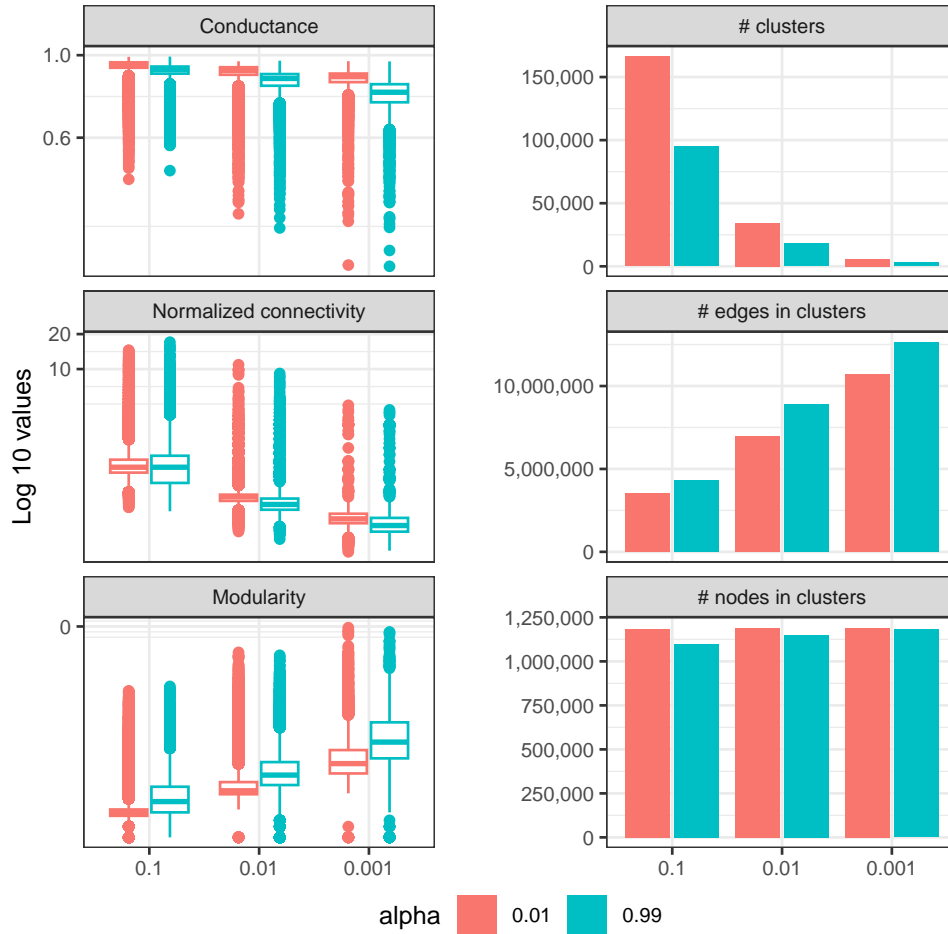 Conductance
1.0
0.6
# clusters
150,000
100,000
50,000
0
Log 10 values
Normalized connectivity
20
10
# edges in clusters
10,000,000
5,000,000
0
Modularity
0
0.1 0.01 0.001
# nodes in clusters
1,250,000
1,000,000
750,000
500,000
250,000
0
0.1 0.01 0.001
alpha 0.01 0.99